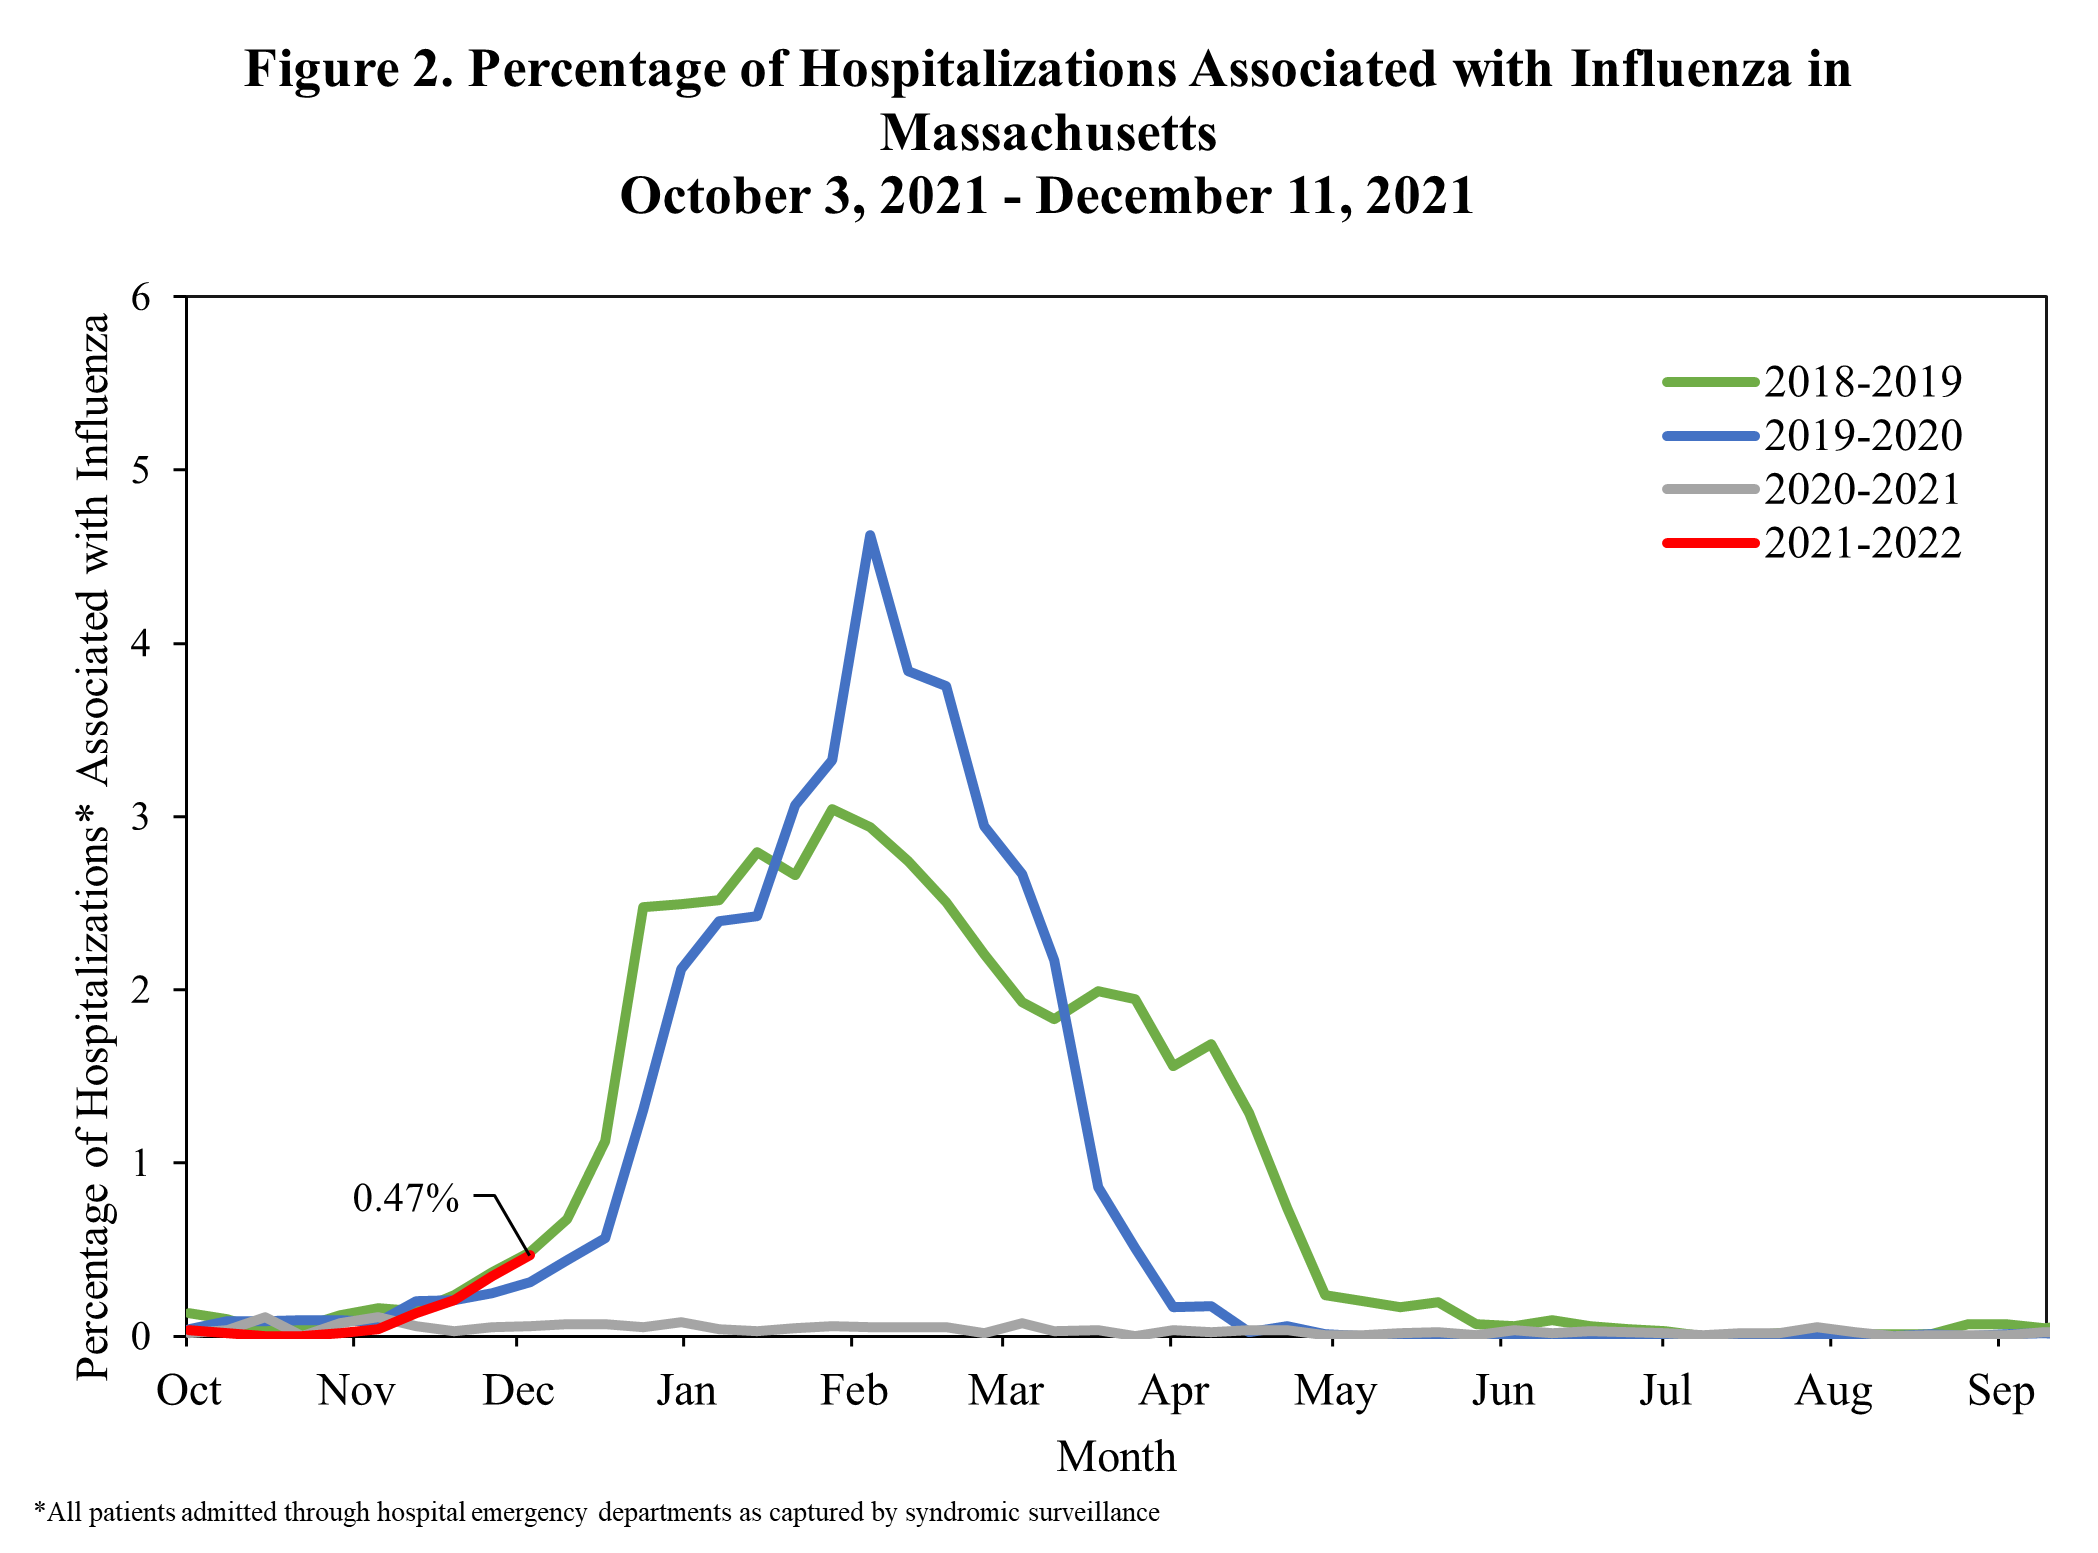 Figure 2. Percentage of Hospitalizations Associated with Influenza in
Massachusetts
October 3, 2021 - December 11, 2021
Percentage of Hospitalizations* Associated with Influenza
6
5
4
3
2
1
0
2018-2019
2019-2020
2020-2021
2021-2022
0.47%
Oct Nov Dec Jan Feb Mar Apr May Jun Jul Aug Sep
Month
*All patients admitted through hospital emergency departments as captured by syndromic surveillance